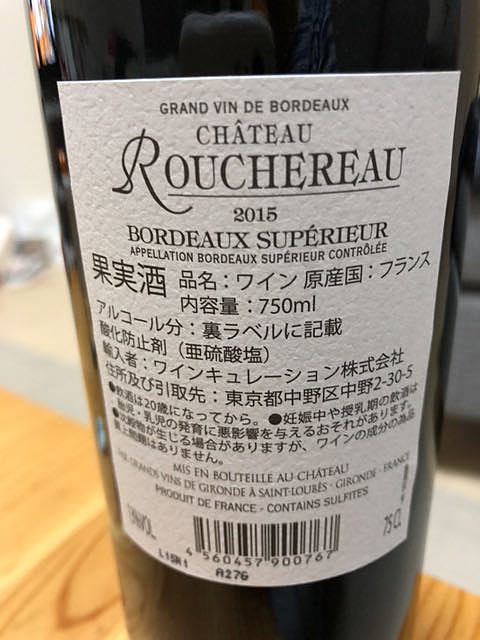 GRAND VIN DE BORDEAUX
CHÂTEAU
ROUCHEREAU
2015
BORDEAUX SUPÉRIEUR
APPELLATION BORDEAUX SUPÉRIEUR CONTRÔLÉE
果実酒 品名：ワイン 原産国：フランス
内容量：750ml
アルコール分：裏ラベルに記載
酸化防止剤（亜硫酸塩）
輸入者：ワインキュレーション株式会社
住所及び引取先：東京都中野区中野2-30-5
●飲酒は20歳になってから。●妊娠中や授乳期の飲酒は
胎児・乳児の発育に悪影響を与えるおそれがあります。
が生じる場合がありますが、ワインの成分の為品
質上問題はありません。
MIS EN BOUTEILLE AU CHÂTEAU
PAR GRANDS VINS DE GIRONDE À SAINT-LOUBÈS - GIRONDE - FRANCE
PRODUIT DE FRANCE - CONTAINS SULFITES
75 CL
4 560457 900767
A276